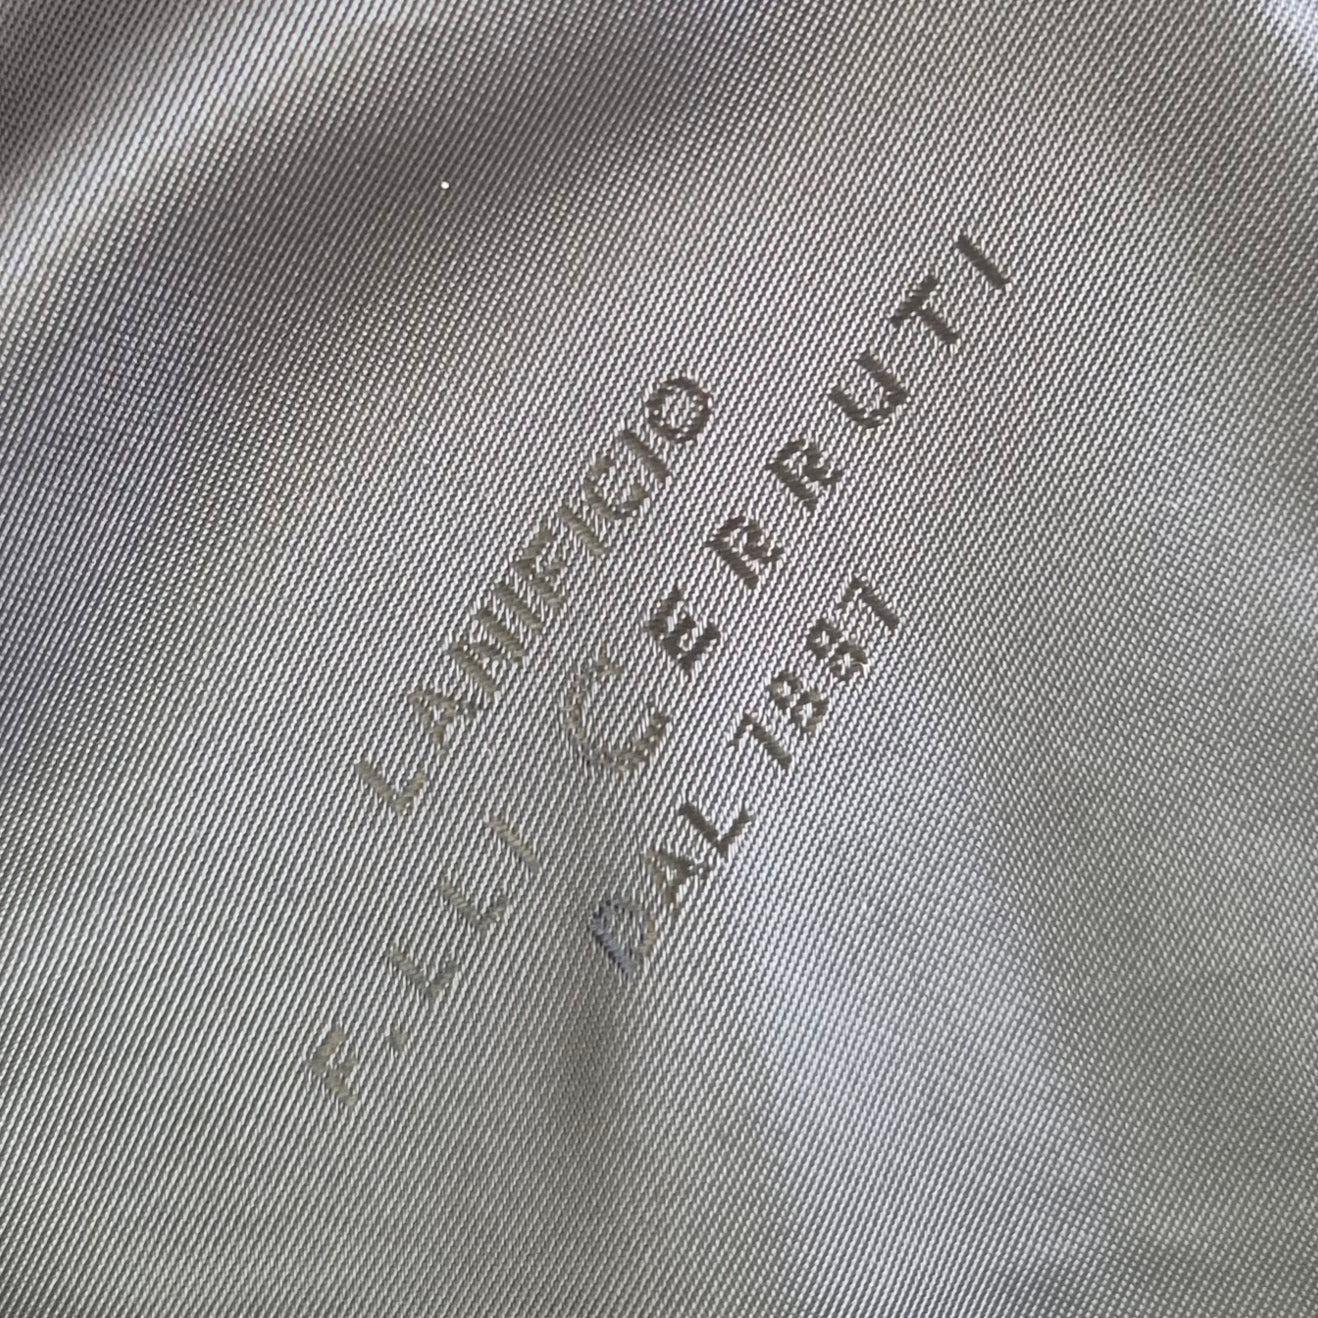 LANIFICIO
F.LLI CERRUTI
DAL 1881